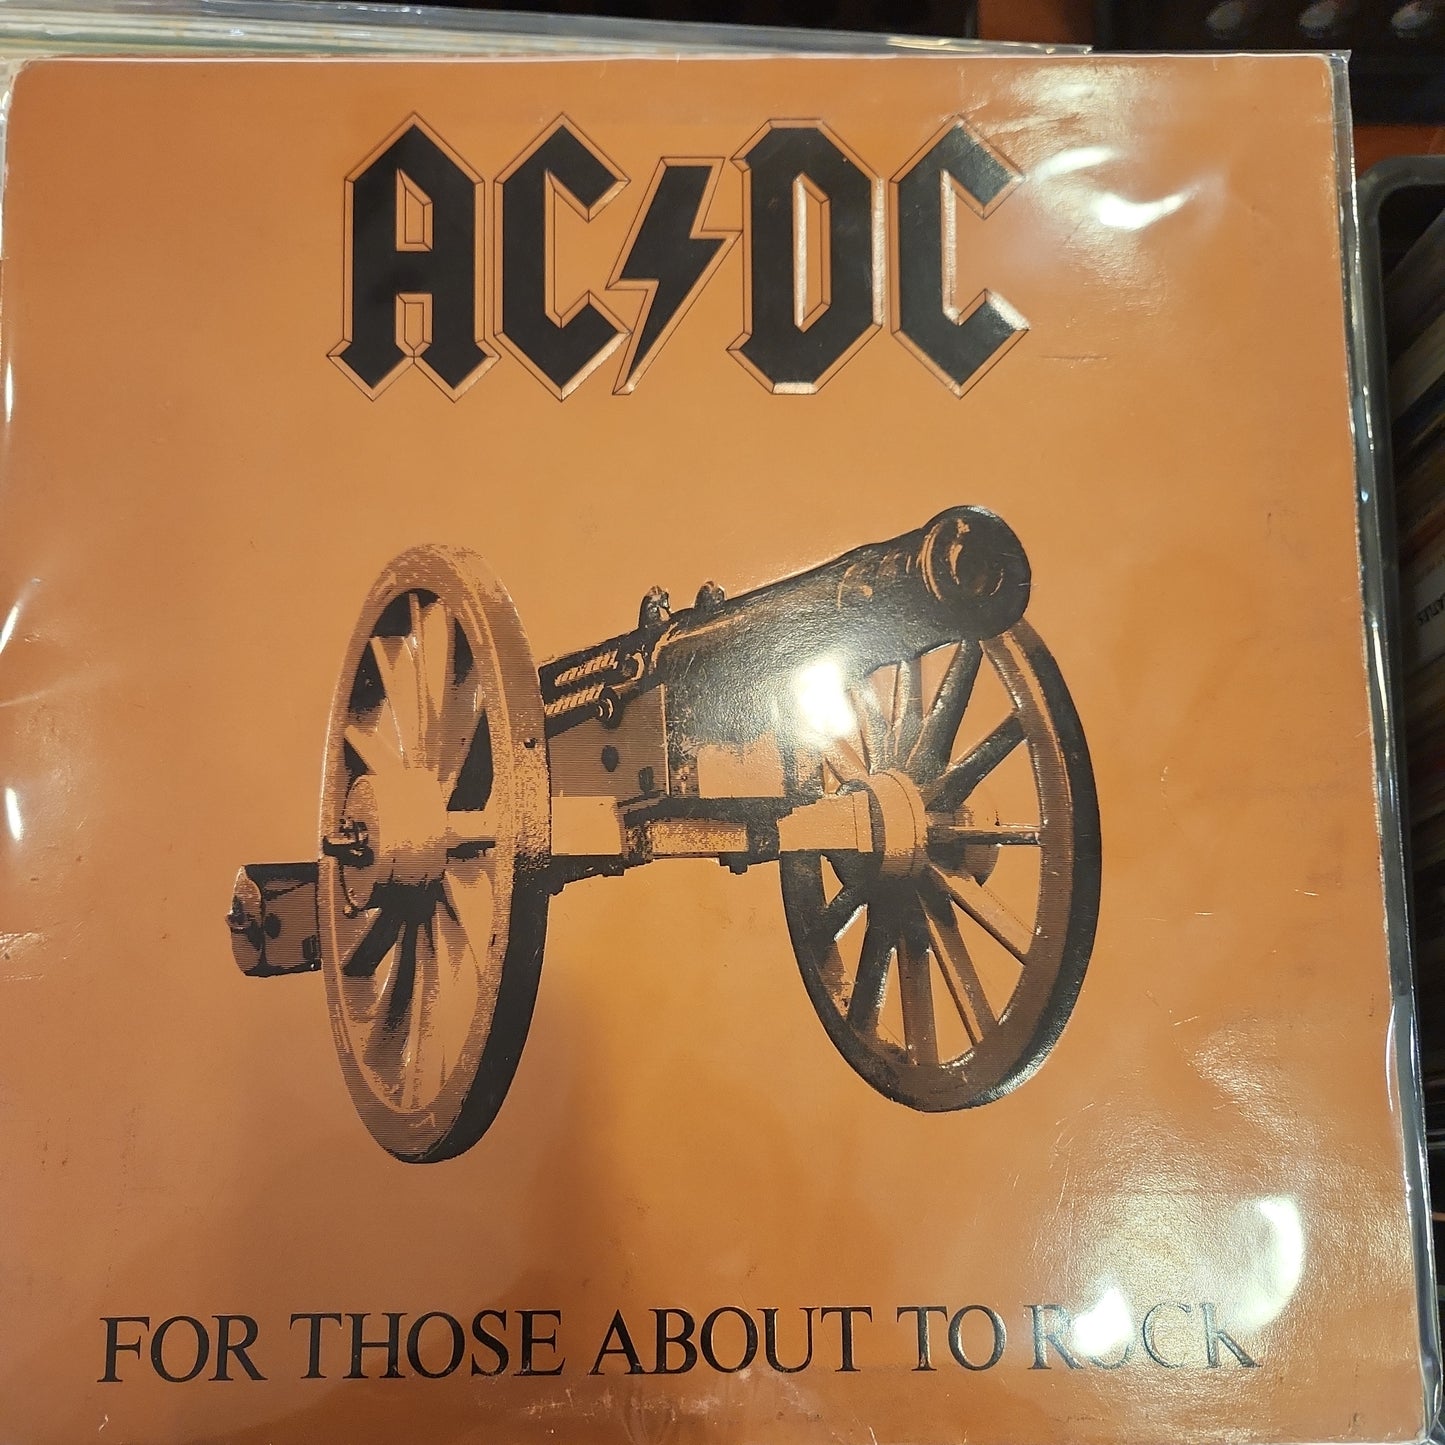 AC⚡DC
FOR THOSE ABOUT TO ROCK